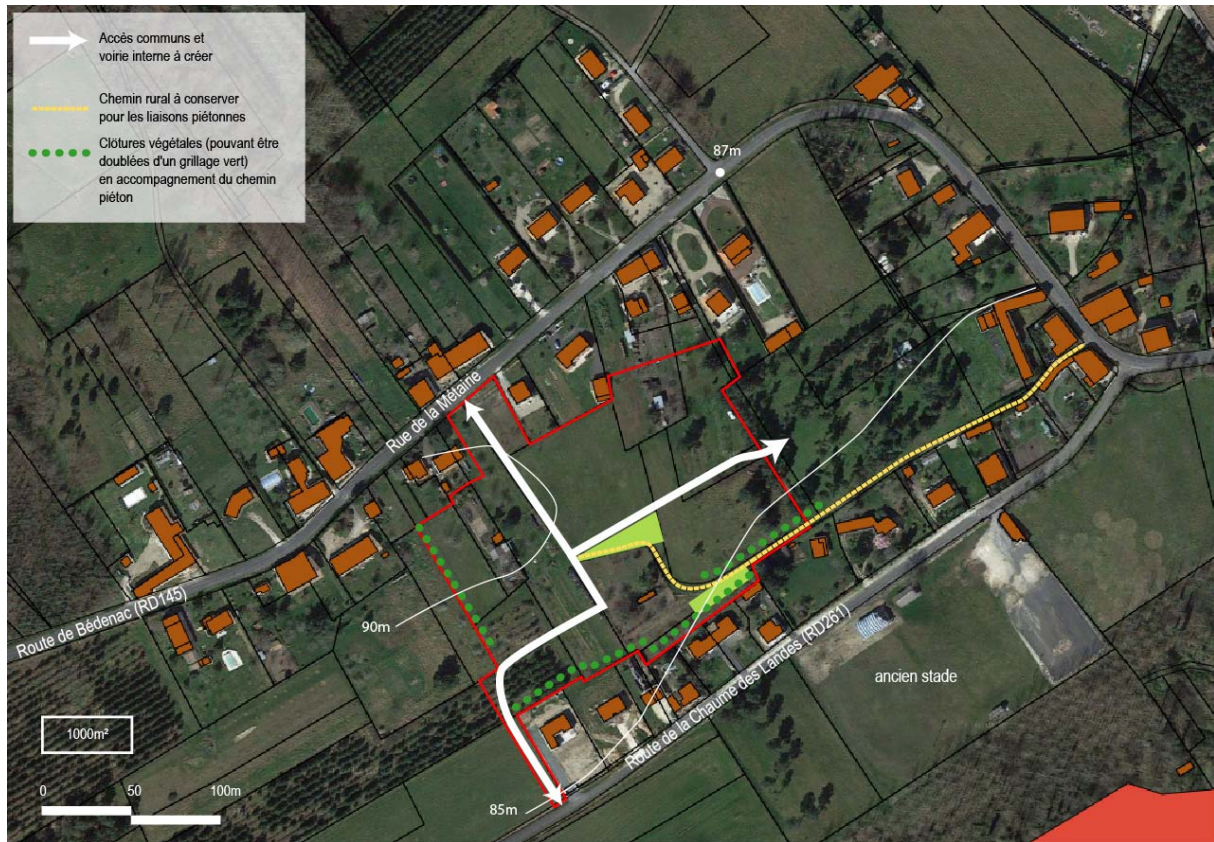 Accès communs et
voirie interne à créer
Chemin rural à conserver
pour les liaisons piétonnes
Clôtures végétales (pouvant être
doublées d'un grillage vert)
en accompagnement du chemin
piéton
87m
Rue de la Métaine
Route de Bédenac (RD145)
90m
Route de la Chaume des Landes (RD261)
ancien stade
1000m²
0 50 100m
85m